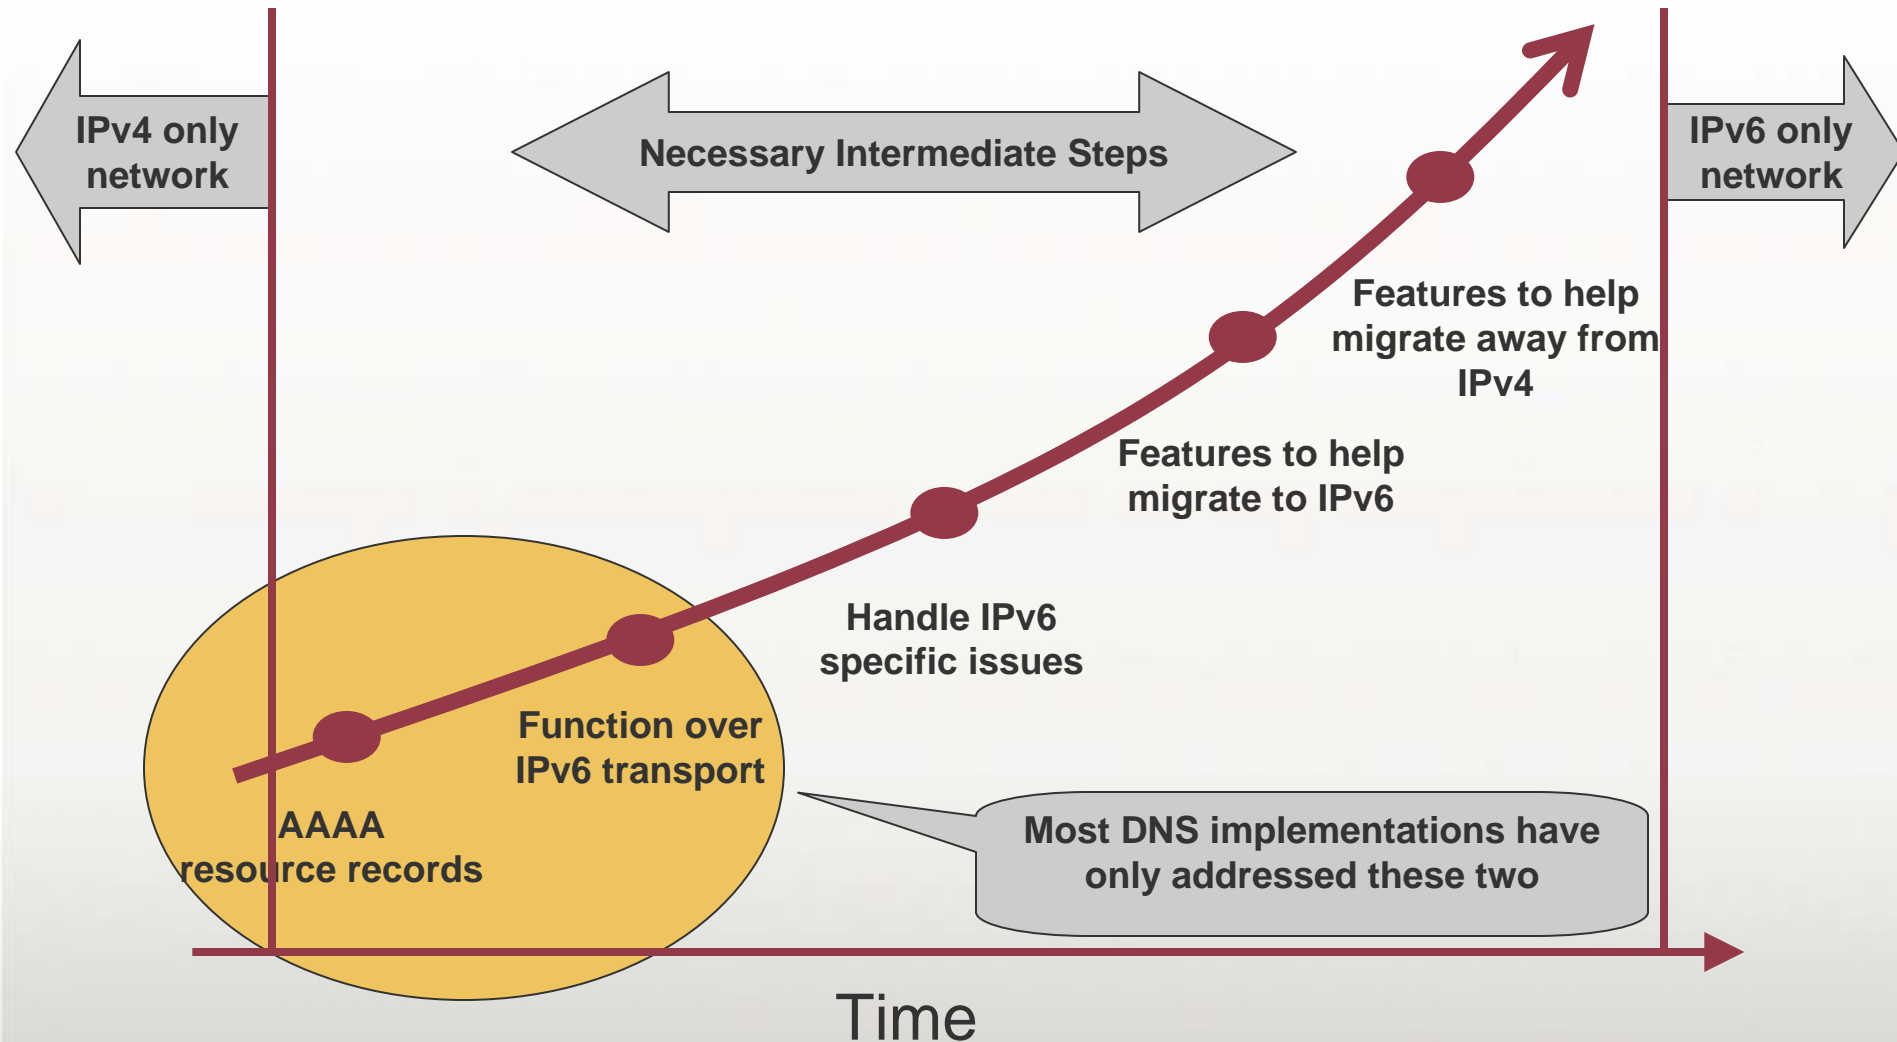 IPv4 only
network
Necessary Intermediate Steps
IPv6 only
network
Features to help
migrate away from
IPv4
Features to help
migrate to IPv6
Handle IPv6
specific issues
Function over
IPv6 transport
AAAA
resource records
Most DNS implementations have
only addressed these two
Time